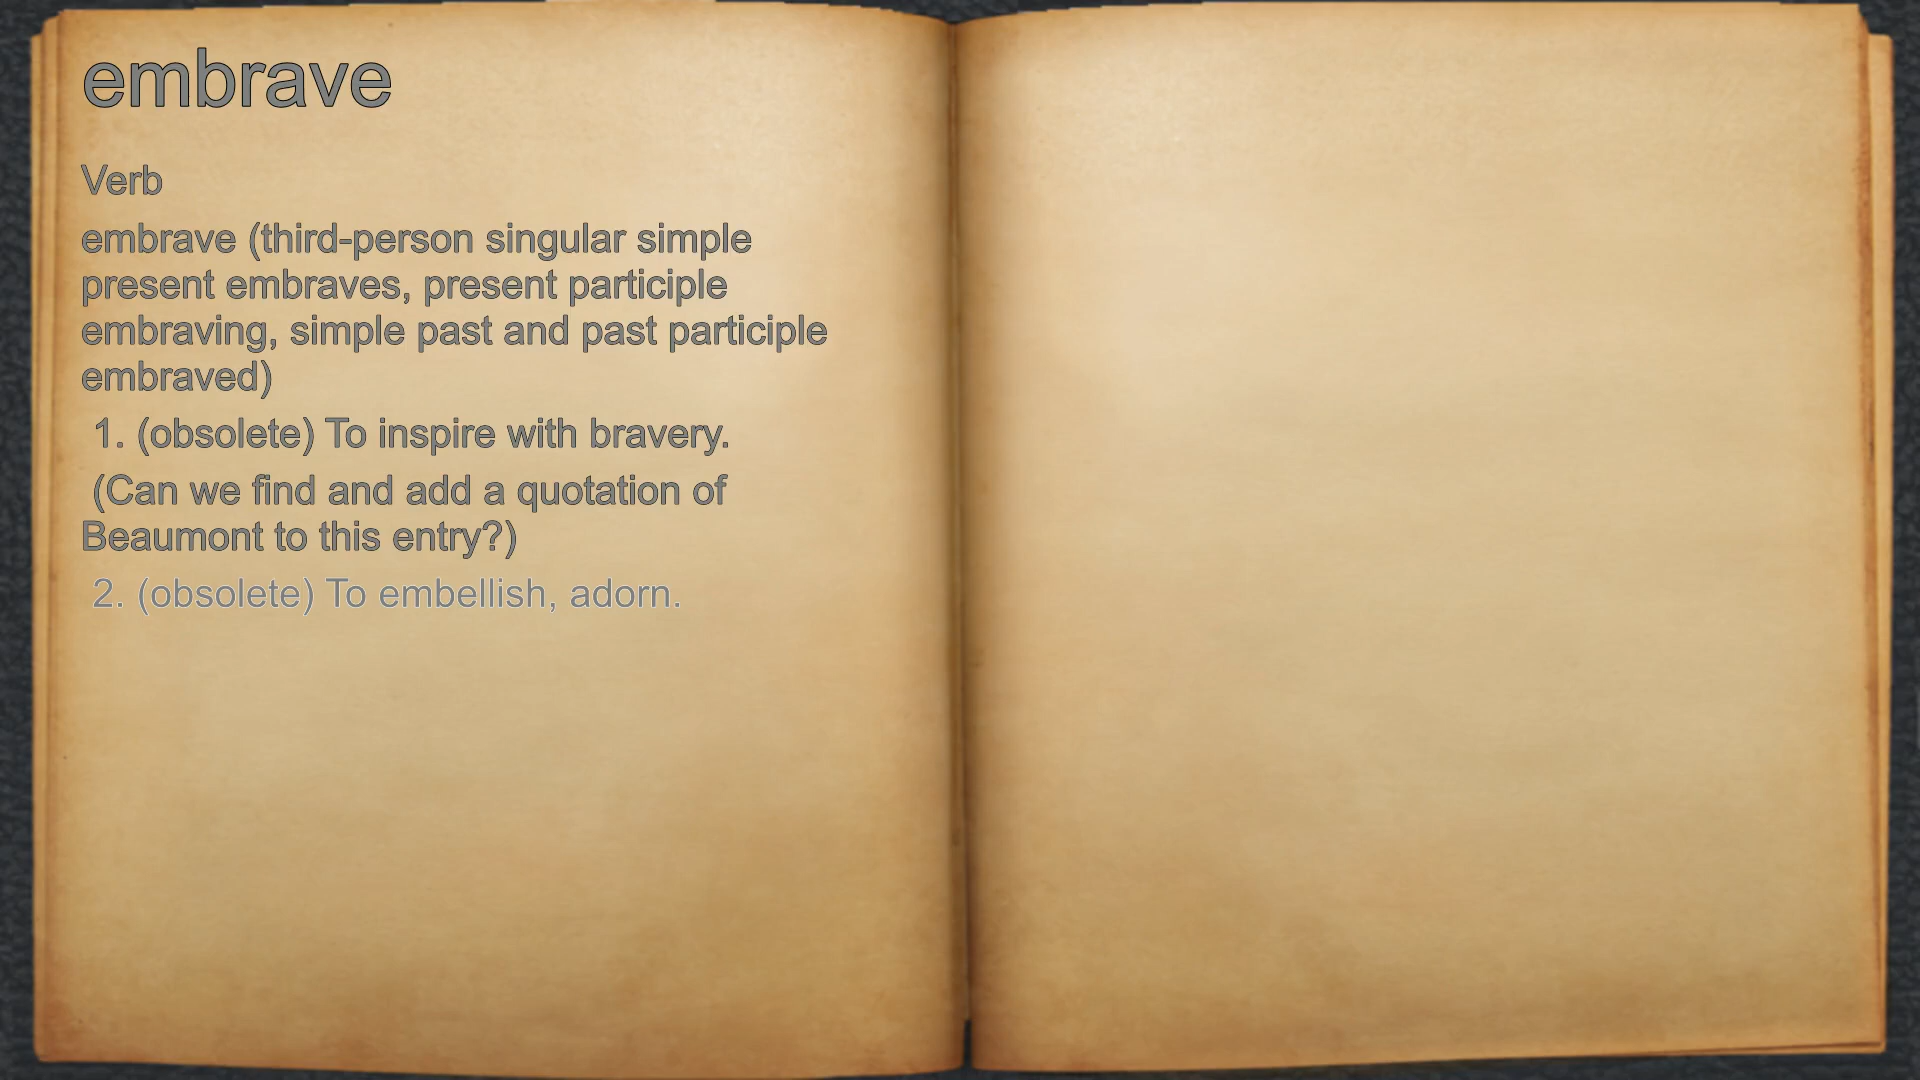 embrave
Verb
embrave (third-person singular simple
present embraves, present participle
embraving, simple past and past participle
embraved)
1. (obsolete) To inspire with bravery.
(Can we find and add a quotation of
Beaumont to this entry?)
2. (obsolete) To embellish, adorn.